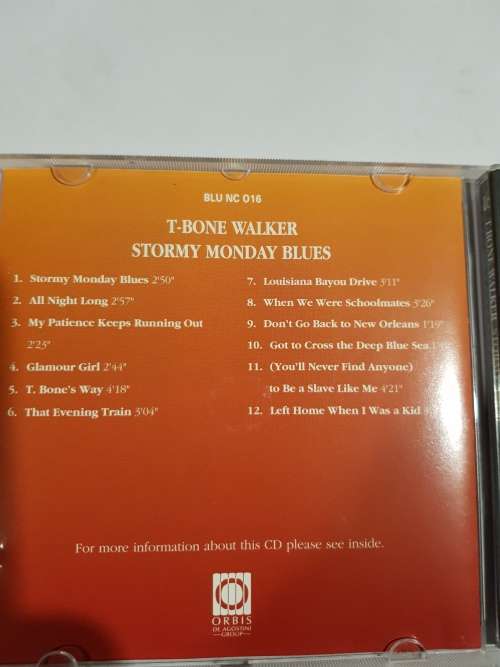 BLU NC 016
T-BONE WALKER
STORMY MONDAY BLUES
1. Stormy Monday Blues 2'50"
2. All Night Long 2'57"
3. My Patience Keeps Running Out
2'23"
4. Glamour Girl 2'44"
5. T. Bone's Way 4'18"
6. That Evening Train 3'04"
7. Louisiana Bayou Drive 3'11"
8. When We Were Schoolmates 3'26"
9. Don't Go Back to New Orleans
10. Got to Cross the Deep Blue Sea
11. (You'll Never Find Anyone)
to Be a Slave Like Me 4'21"
12. Left Home When I Was a Kid
For more information about this CD please see inside.
ORBIS
DE AGOSTINI
GROUP